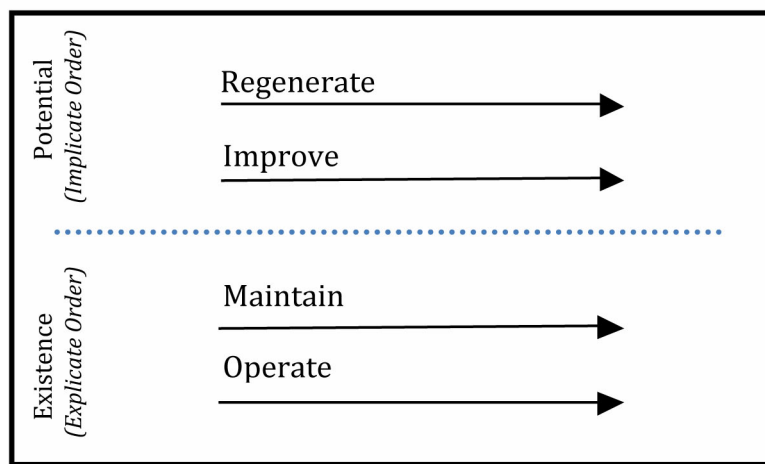 Potential
(Implicate Order)
Regenerate
Improve
Existence
(Explicate Order)
Maintain
Operate